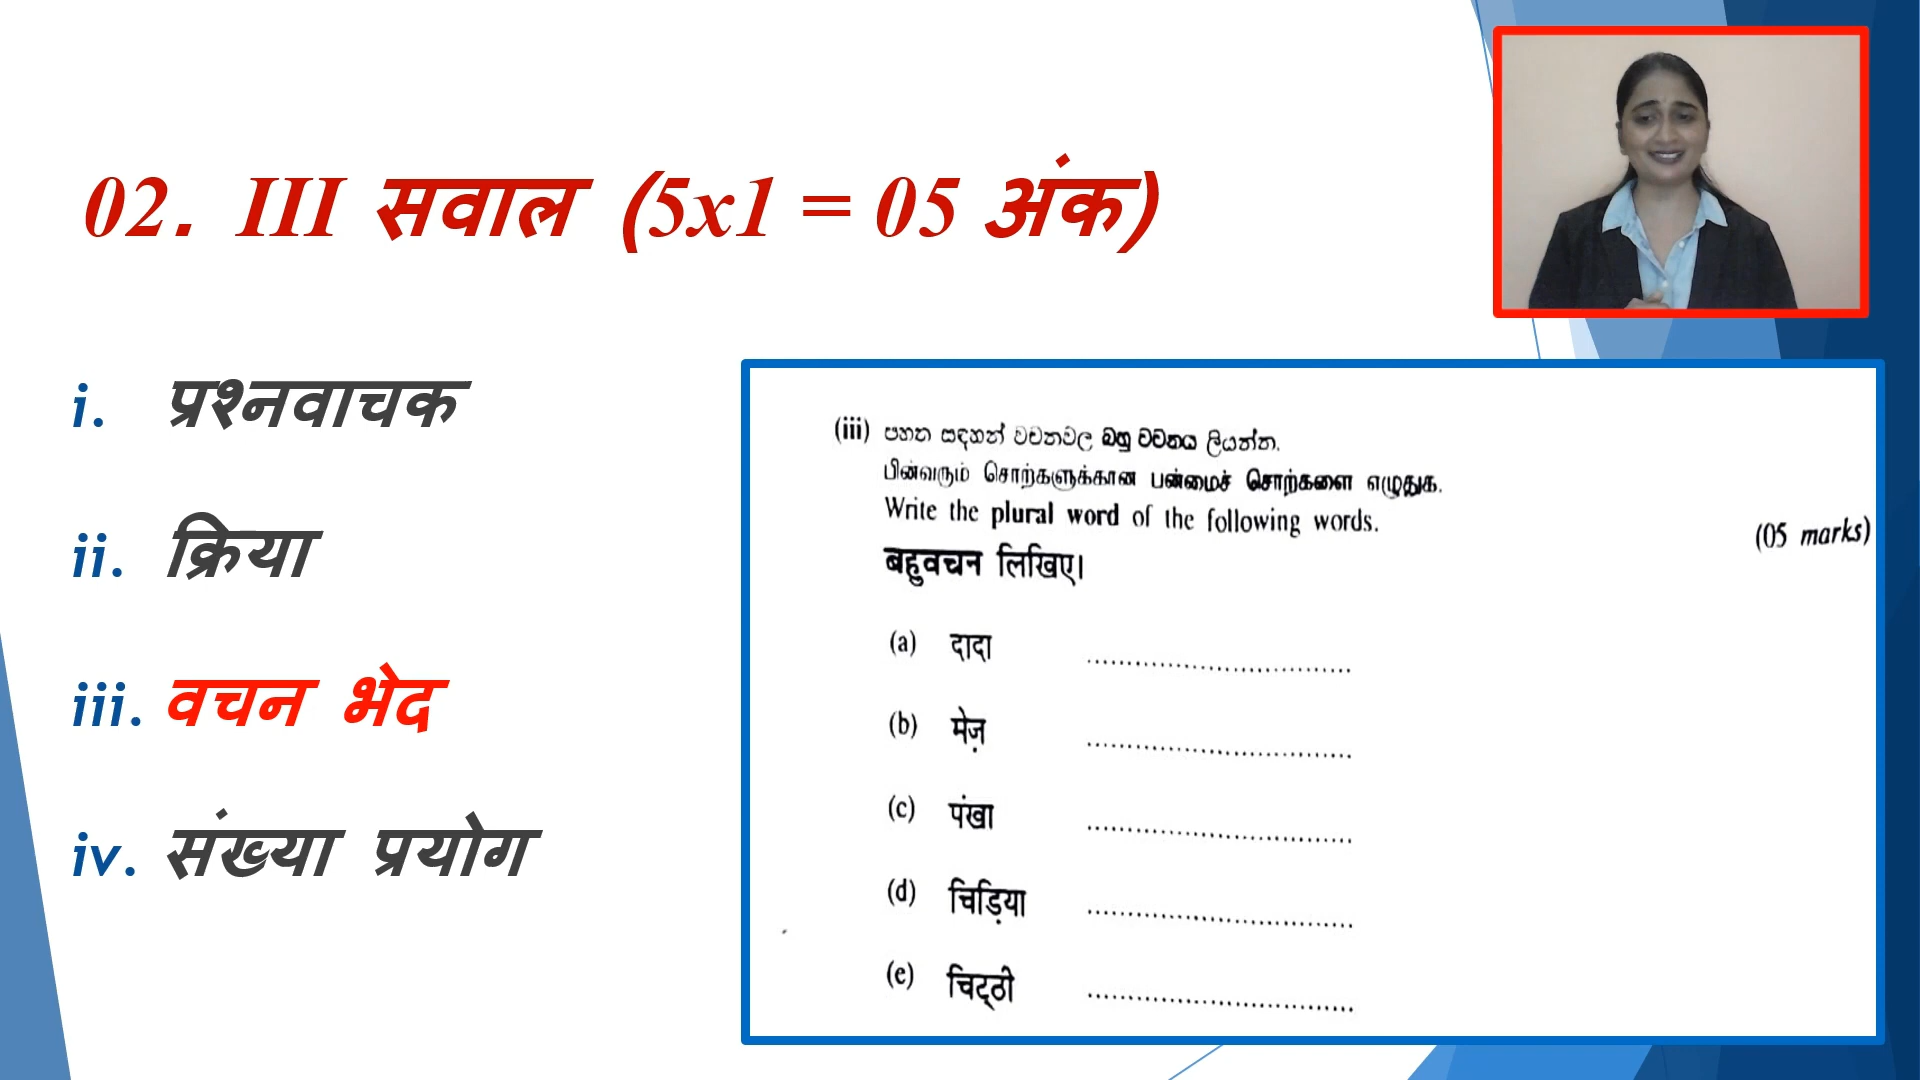 02. III सवाल (5x1 = 05 अंक)
i. प्रश्नवाचक
ii. क्रिया
iii. वचन भेद
iv. संख्या प्रयोग
(iii) පහත සඳහන් වචනවල බහු වචනය ලියන්න.
பின்வரும் சொற்களுக்கான பன்மைச் சொற்களை எழுதுக.
Write the plural word of the following words.
(05 marks)
बहुवचन लिखिए।
(a) दादा ................................
(b) मेज़ ................................
(c) पंखा ................................
(d) चिड़िया ................................
(e) चिट्ठी ................................